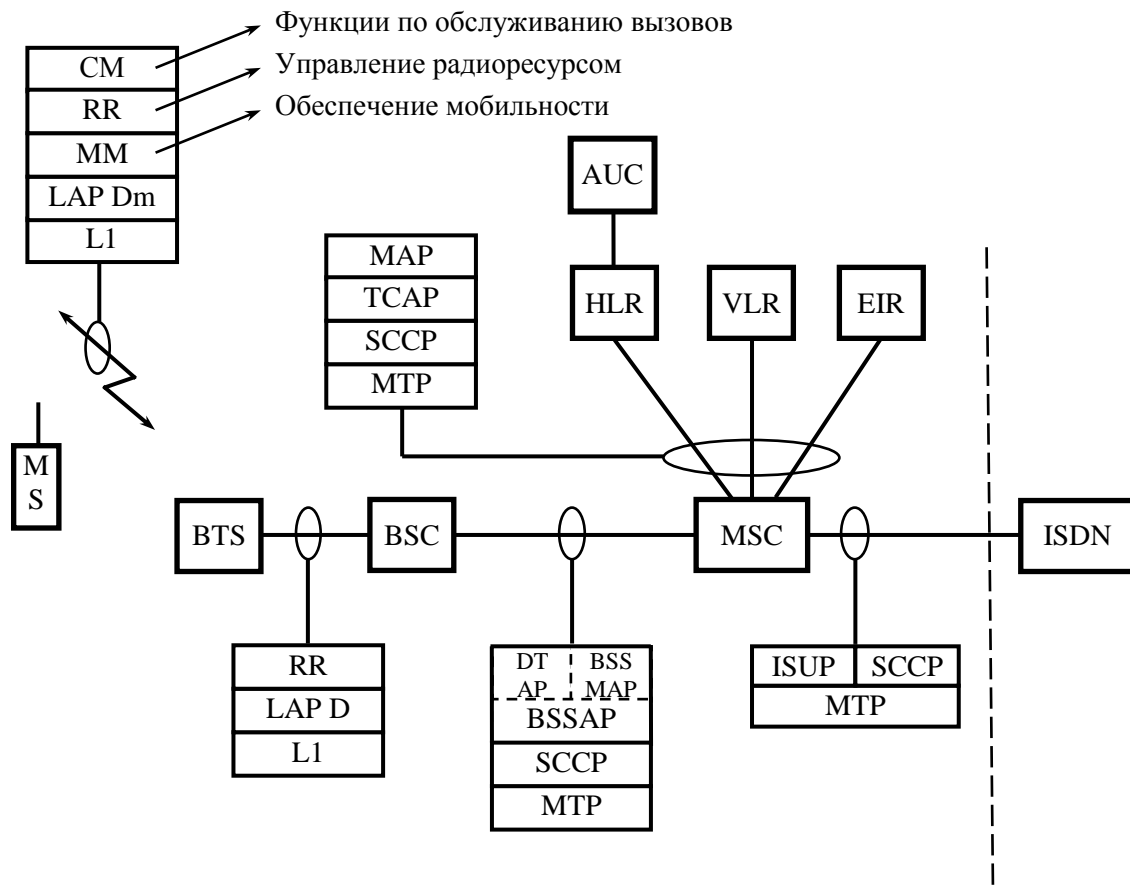 Функции по обслуживанию вызовов
CM
Управление радиоресурсом
RR
Обеспечение мобильности
MM
LAP Dm
L1
AUC
MAP
TCAP
SCCP
MTP
HLR
VLR
EIR
M
S
BTS
BSC
MSC
ISDN
RR
LAP D
L1
DT
AP
BSS
MAP
BSSAP
SCCP
MTP
ISUP
SCCP
MTP